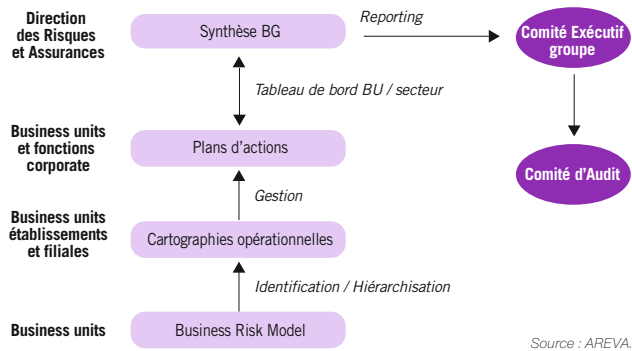 Direction
des Risques
et Assurances
Synthèse BG
Reporting
Comité Exécutif
groupe
Tableau de bord BU / secteur
Business units
et fonctions
corporate
Plans d'actions
Comité d'Audit
Gestion
Business units
établissements
et filiales
Cartographies opérationnelles
Identification / Hiérarchisation
Business units
Business Risk Model
Source : AREVA.